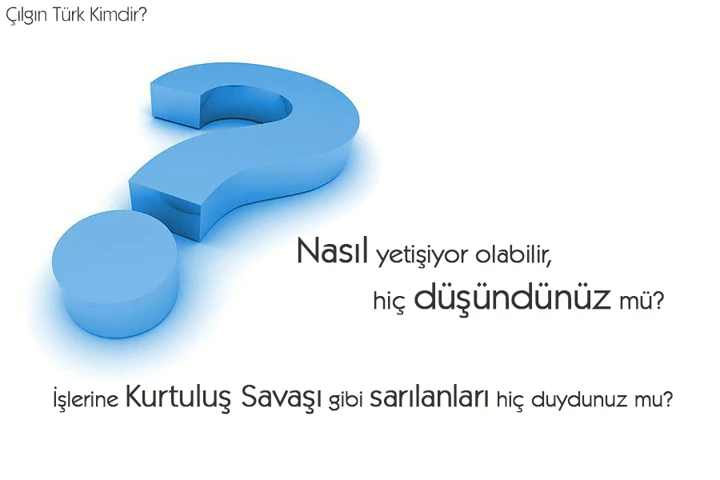 Çılgın Türk Kimdir?
Nasıl yetişiyor olabilir,
hiç düşündünüz mü?
İşlerine Kurtuluş Savaşı gibi sarılanları hiç duydunuz mu?